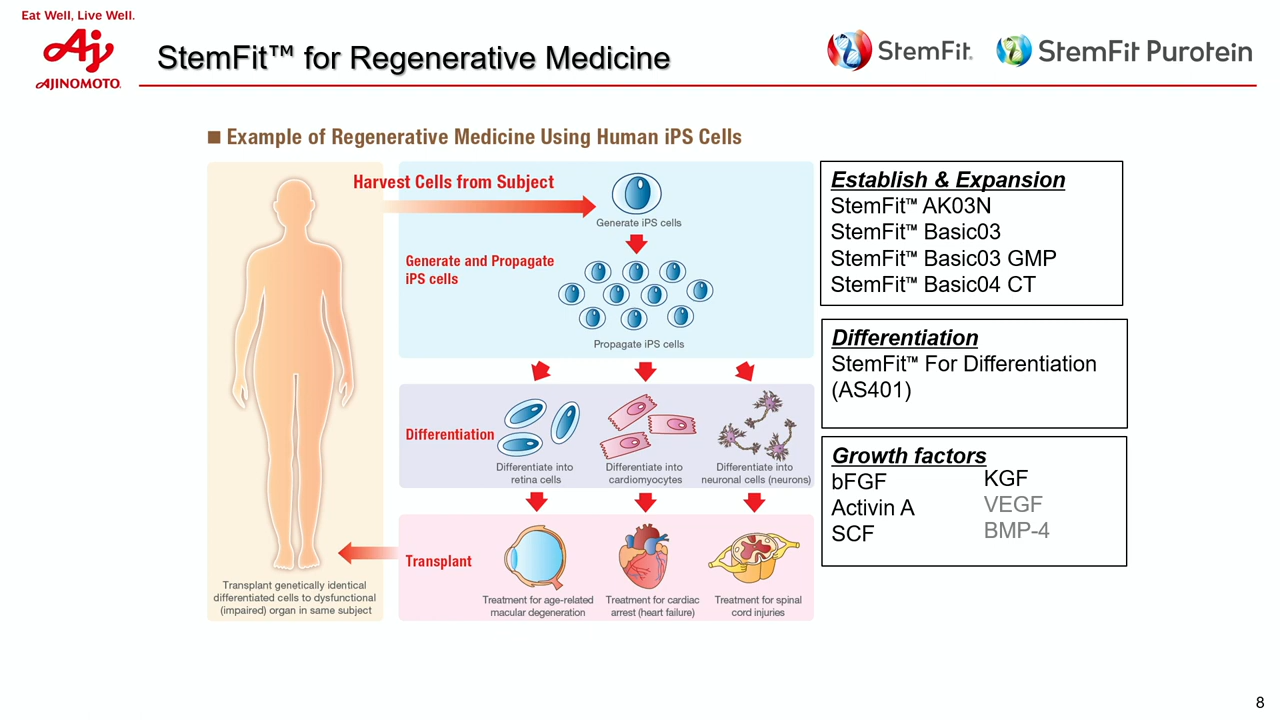 Eat Well, Live Well.
AJINOMOTO®
StemFit™ for Regenerative Medicine
StemFit®
StemFit Purotein
■ Example of Regenerative Medicine Using Human iPS Cells
Harvest Cells from Subject
Generate iPS cells
Generate and Propagate
iPS cells
Propagate iPS cells
Differentiation
Differentiate into
retina cells
Differentiate into
cardiomyocytes
Differentiate into
neuronal cells (neurons)
Transplant
Treatment for age-related
macular degeneration
Treatment for cardiac
arrest (heart failure)
Treatment for spinal
cord injuries
Transplant genetically identical
differentiated cells to dysfunctional
(impaired) organ in same subject
Establish & Expansion
StemFit™ AK03N
StemFit™ Basic03
StemFit™ Basic03 GMP
StemFit™ Basic04 CT
Differentiation
StemFit™ For Differentiation
(AS401)
Growth factors
bFGF
Activin A
SCF
KGF
VEGF
BMP-4
8